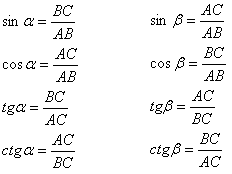 sin α = BC/AB    sin β = AC/AB
cos α = AC/AB    cos β = BC/AB
tgα = BC/AC    tgβ = AC/BC
ctgα = AC/BC    ctgβ = BC/AC